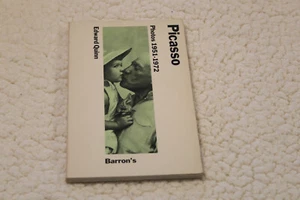 Picasso
Photos 1951-1972
Edward Quinn
Barron's